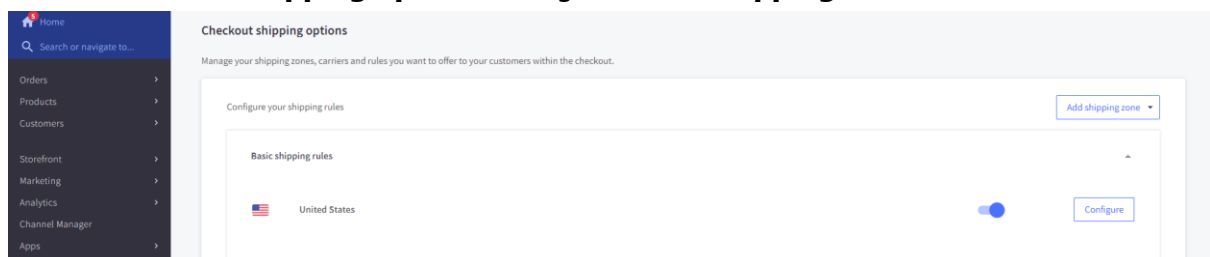 5
Home
Search or navigate to...
Orders
Products
Customers
Storefront
Marketing
Analytics
Channel Manager
Apps
Checkout shipping options
Manage your shipping zones, carriers and rules you want to offer to your customers within the checkout.
Configure your shipping rules
Add shipping zone
Basic shipping rules
United States
Configure